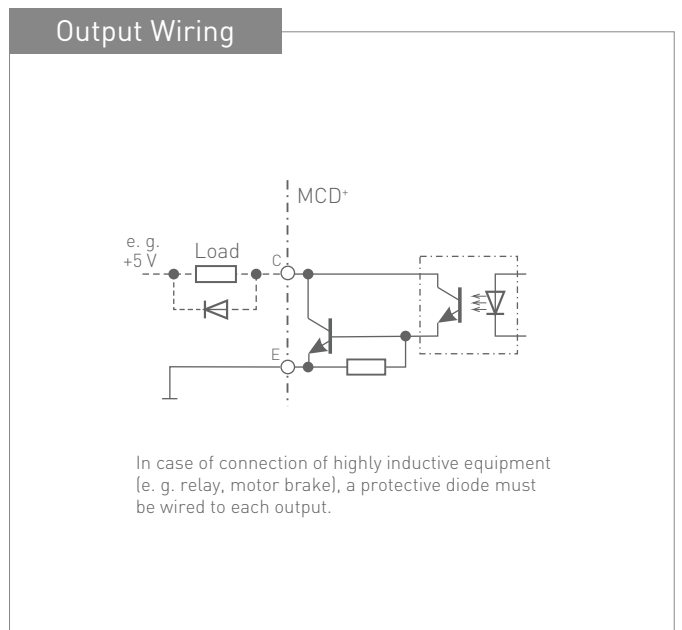 Output Wiring
MCD+
e. g.
+5 V
Load
C
E
In case of connection of highly inductive equipment
(e. g. relay, motor brake), a protective diode must
be wired to each output.